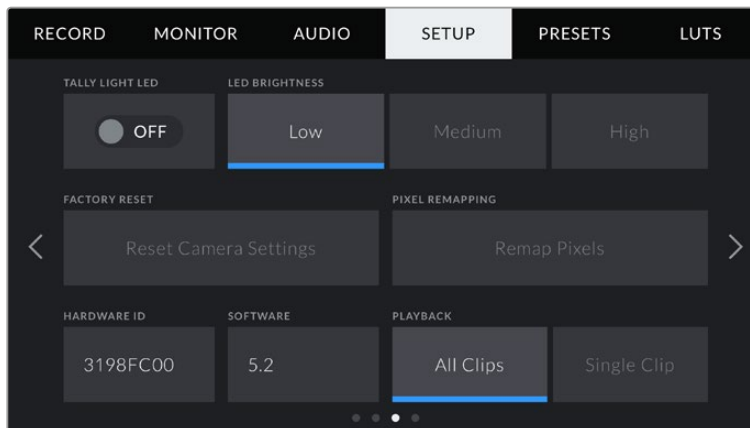 RECORD MONITOR AUDIO SETUP PRESETS LUTS
TALLY LIGHT LED LED BRIGHTNESS
OFF Low Medium High
FACTORY RESET PIXEL REMAPPING
Reset Camera Settings Remap Pixels
HARDWARE ID SOFTWARE PLAYBACK
3198FC00 5.2 All Clips Single Clip